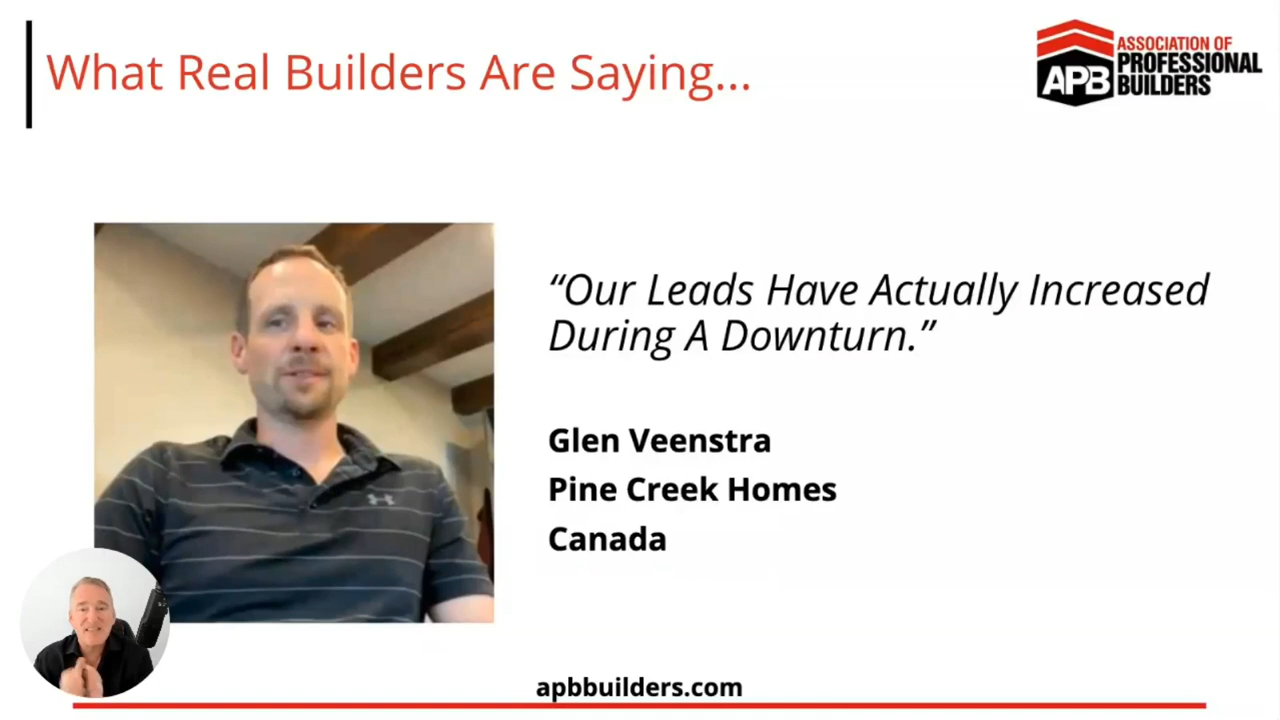 What Real Builders Are Saying...
ASSOCIATION OF
PROFESSIONAL
BUILDERS
APB
“Our Leads Have Actually Increased
During A Downturn.”
Glen Veenstra
Pine Creek Homes
Canada
apbbuilders.com